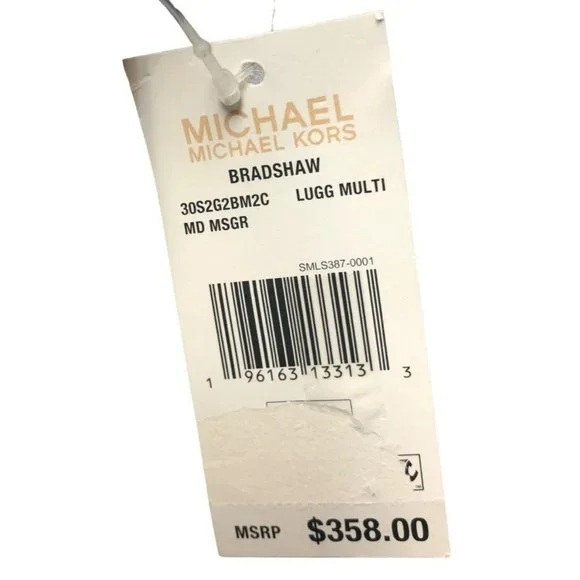 MICHAEL
MICHAEL KORS
BRADSHAW
30S2G2BM2C LUGG MULTI
MD MSGR
SMLS387-0001
1 96163 13313 3
MSRP $358.00